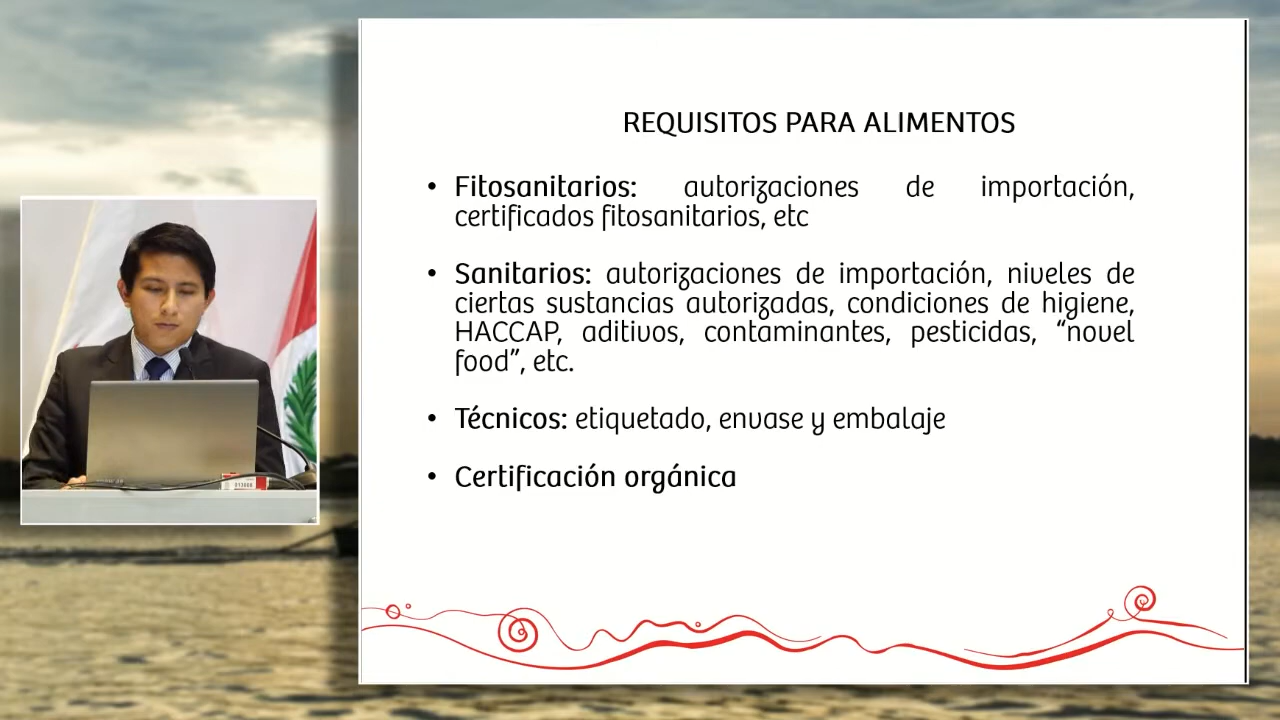 REQUISITOS PARA ALIMENTOS
• Fitosanitarios: autorizaciones de importación,
certificados fitosanitarios, etc
• Sanitarios: autorizaciones de importación, niveles de
ciertas sustancias autorizadas, condiciones de higiene,
HACCAP, aditivos, contaminantes, pesticidas, “novel
food”, etc.
• Técnicos: etiquetado, envase y embalaje
• Certificación orgánica